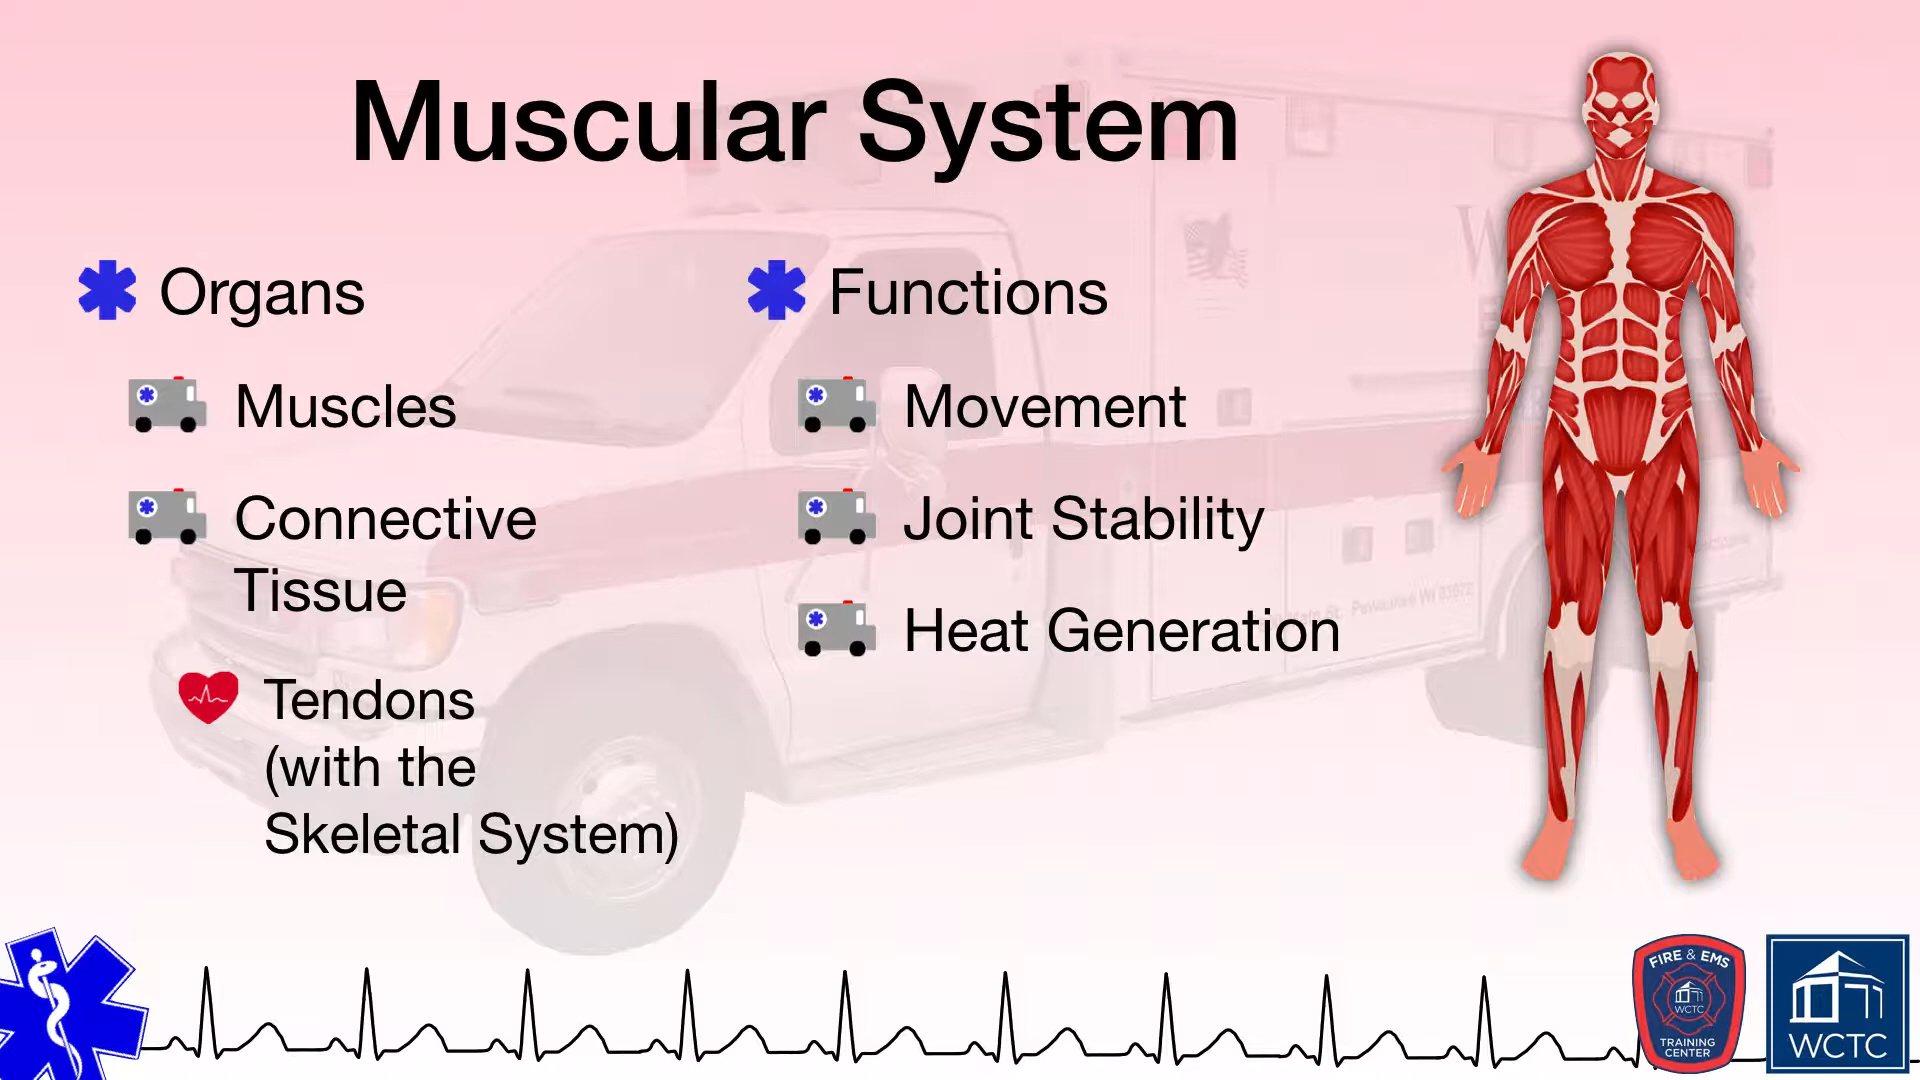 Muscular System
Organs
Muscles
Connective
Tissue
Tendons
(with the
Skeletal System)
Functions
Movement
Joint Stability
Heat Generation
FIRE & EMS
WCTC
TRAINING
CENTER
WCTC